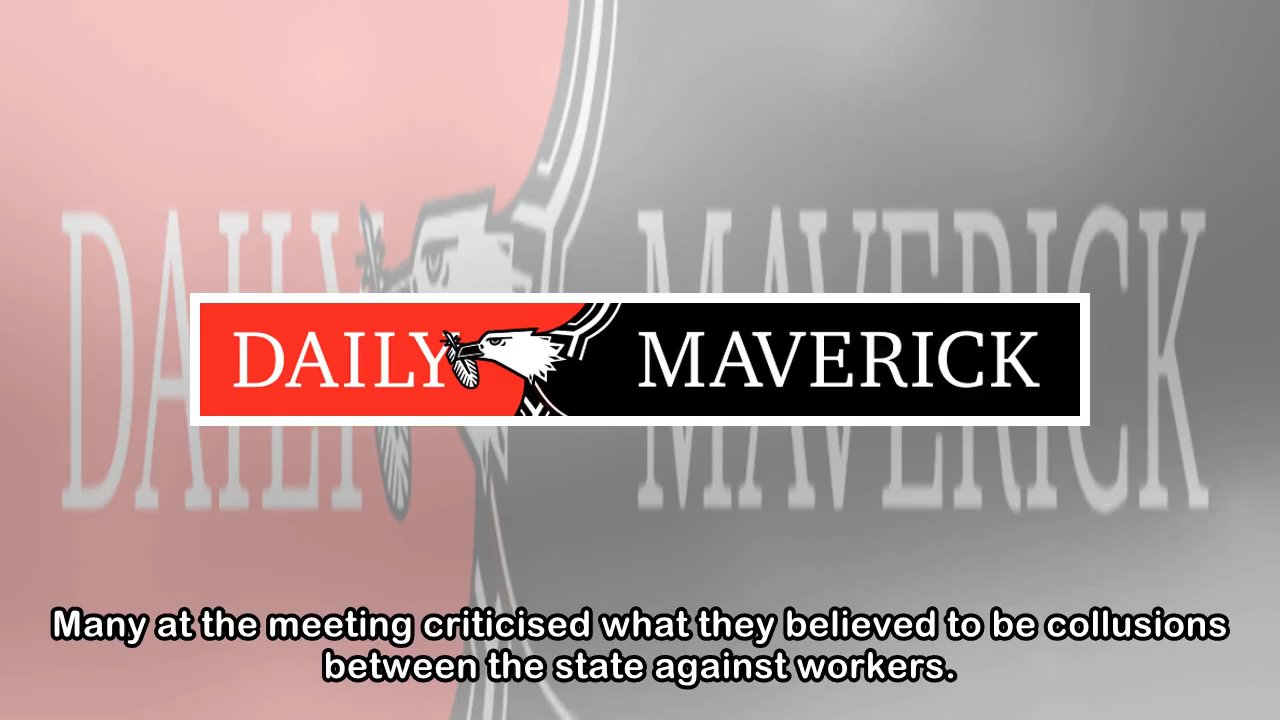 DAILY MAVERICK
DAILY MAVERICK
Many at the meeting criticised what they believed to be collusions
between the state against workers.